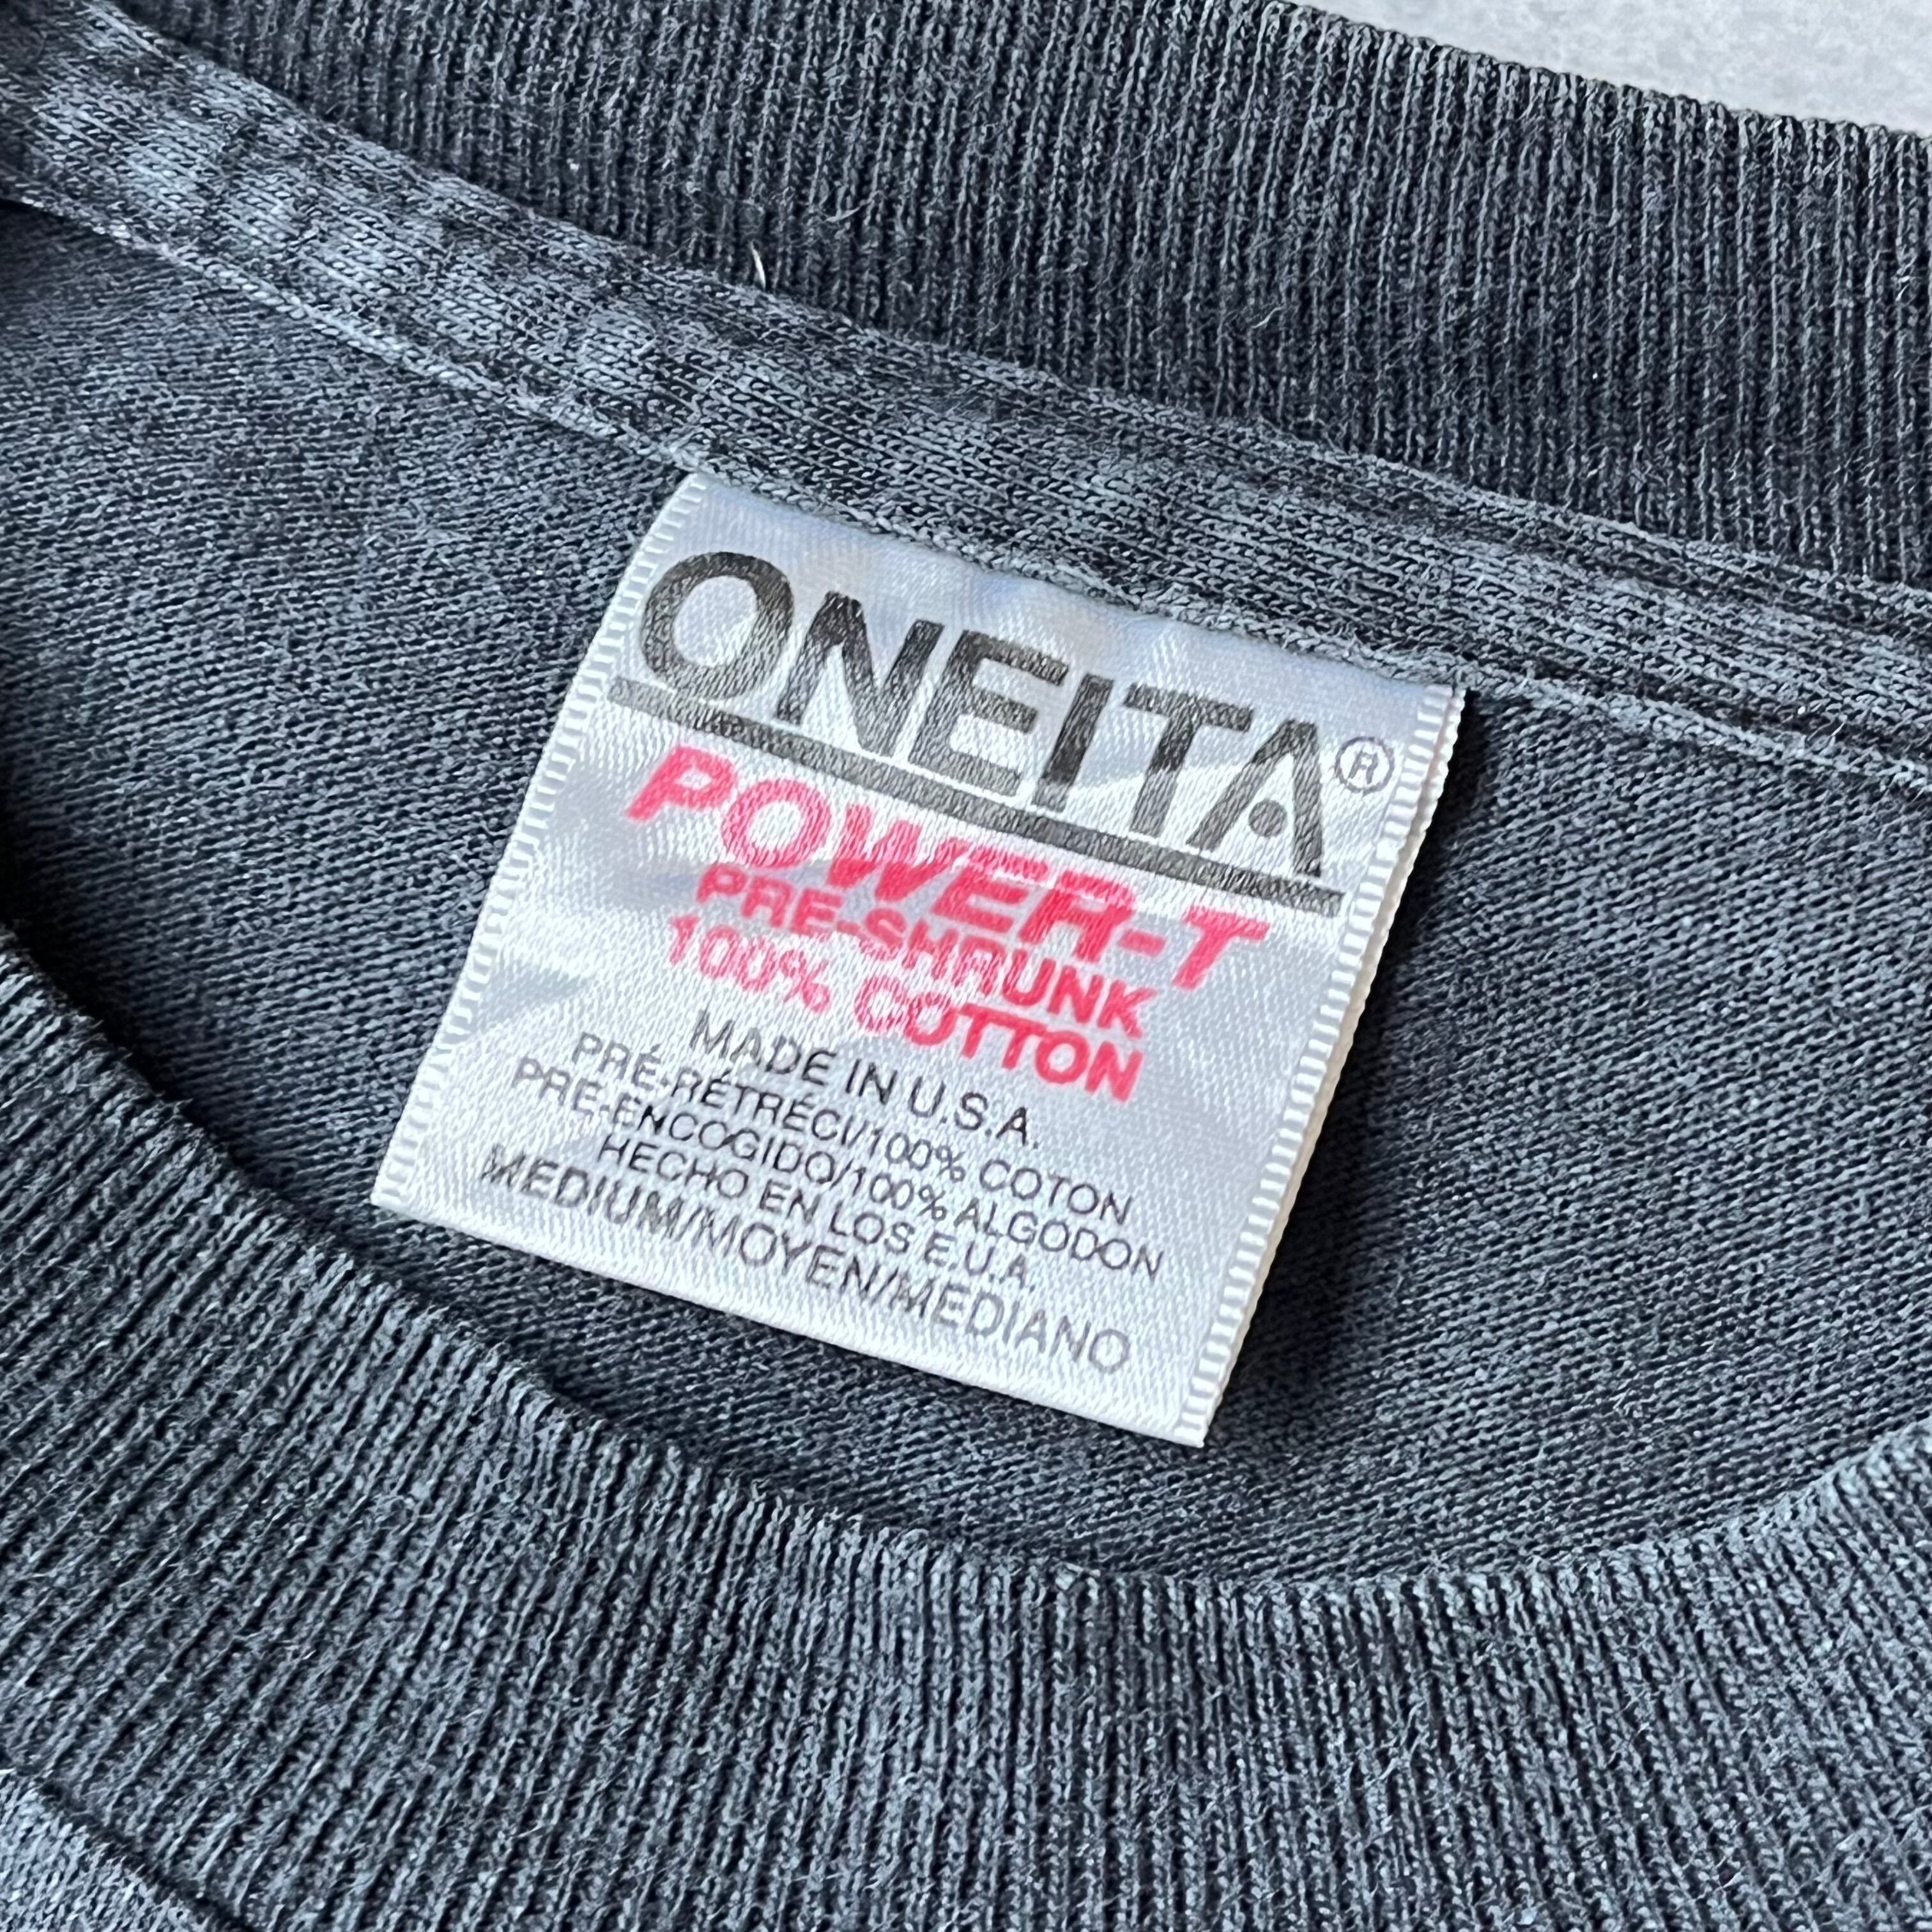 ONEITA®
POWER-T
PRE-SHRUNK
100% COTTON
MADE IN U.S.A.
PRÉ-RÉTRÉCI/100% COTON
PRE-ENCOGIDO/100% ALGODON
HECHO EN LOS E.U.A.
MEDIUM/MOYEN/MEDIANO